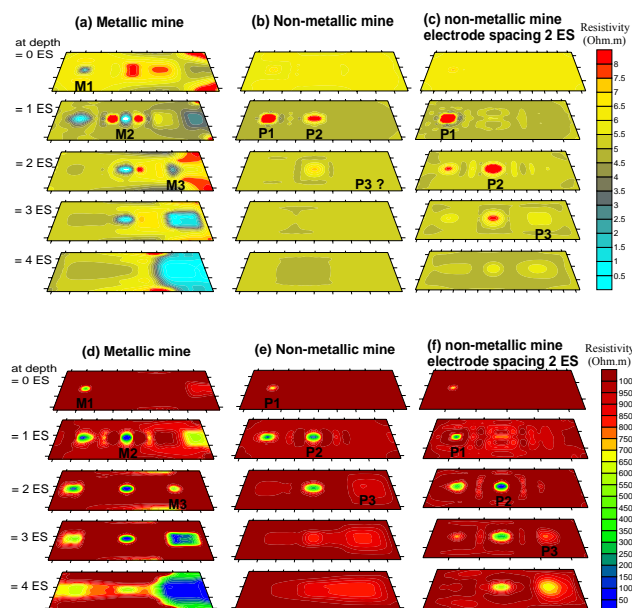 (a) Metallic mine
(b) Non-metallic mine
(c) non-metallic mine
electrode spacing 2 ES
Resistivity
(Ohm.m)
at depth
= 0 ES
M1
= 1 ES
M2
P1
P2
P1
= 2 ES
M3
P3 ?
P2
= 3 ES
P3
= 4 ES
8
7.5
7
6.5
6
5.5
5
4.5
4
3.5
3
2.5
2
1.5
1
0.5
(d) Metallic mine
(e) Non-metallic mine
(f) non-metallic mine
electrode spacing 2 ES
Resistivity
(Ohm.m)
at depth
= 0 ES
M1
P1
= 1 ES
M2
P1
= 2 ES
M3
P3
P2
= 3 ES
P3
= 4 ES
950
900
850
800
750
700
650
600
550
500
450
400
350
300
250
200
150
100
50